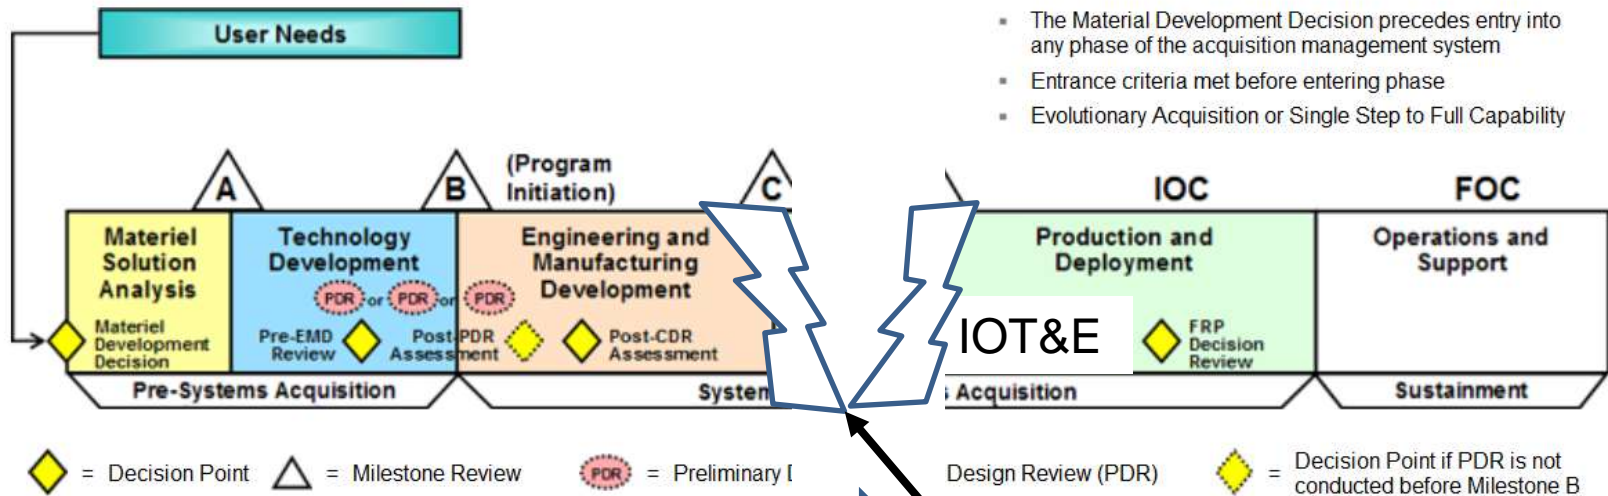 User Needs
▪ The Material Development Decision precedes entry into
any phase of the acquisition management system
▪ Entrance criteria met before entering phase
▪ Evolutionary Acquisition or Single Step to Full Capability
A
B
(Program
Initiation)
C
IOC
FOC
Materiel
Solution
Analysis
Technology
Development
Engineering and
Manufacturing
Development
Production and
Deployment
Operations and
Support
PDR or PDR or PDR
Materiel
Development
Decision
Pre-EMD
Review
Post-PDR
Assessment
Post-CDR
Assessment
IOT&E
FRP
Decision
Review
Pre-Systems Acquisition
System
s Acquisition
Sustainment
= Decision Point
= Milestone Review
PDR = Preliminary D
Design Review (PDR)
= Decision Point if PDR is not
conducted before Milestone B